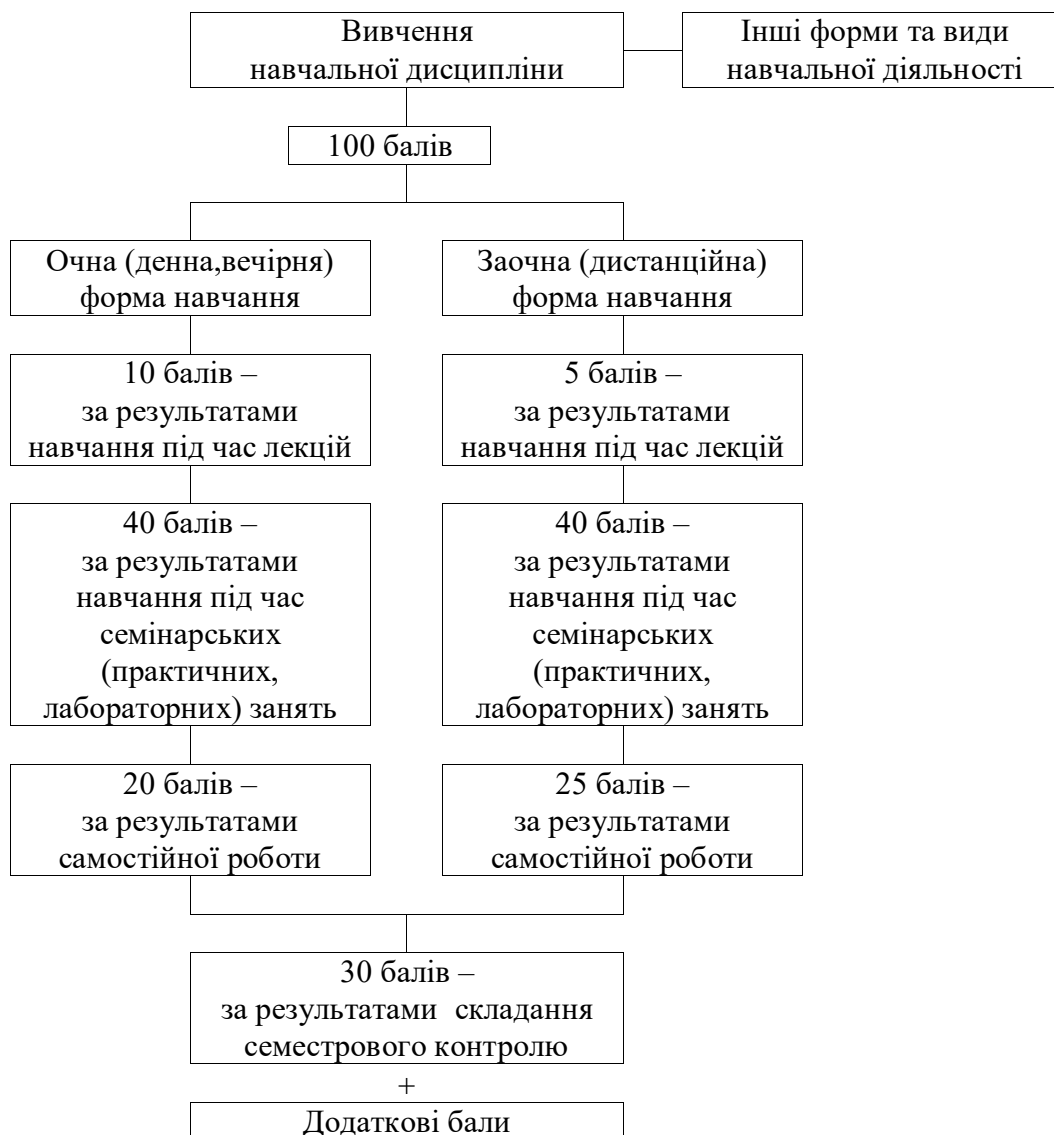 Вивчення
навчальної дисципліни
Інші форми та види
навчальної діяльності
100 балів
Очна (денна,вечірня)
форма навчання
Заочна (дистанційна)
форма навчання
10 балів –
за результатами
навчання під час лекцій
5 балів –
за результатами
навчання під час лекцій
40 балів –
за результатами
навчання під час
семінарських
(практичних,
лабораторних) занять
40 балів –
за результатами
навчання під час
семінарських
(практичних,
лабораторних) занять
20 балів –
за результатами
самостійної роботи
25 балів –
за результатами
самостійної роботи
30 балів –
за результатами складання
семестрового контролю
+
Додаткові бали